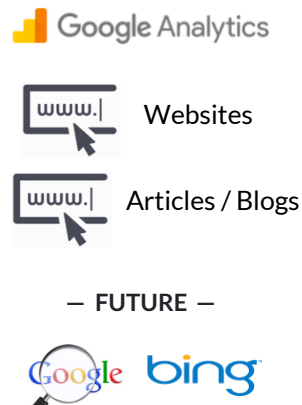 Google Analytics
www.| Websites
www.| Articles / Blogs
— FUTURE —
Google bing